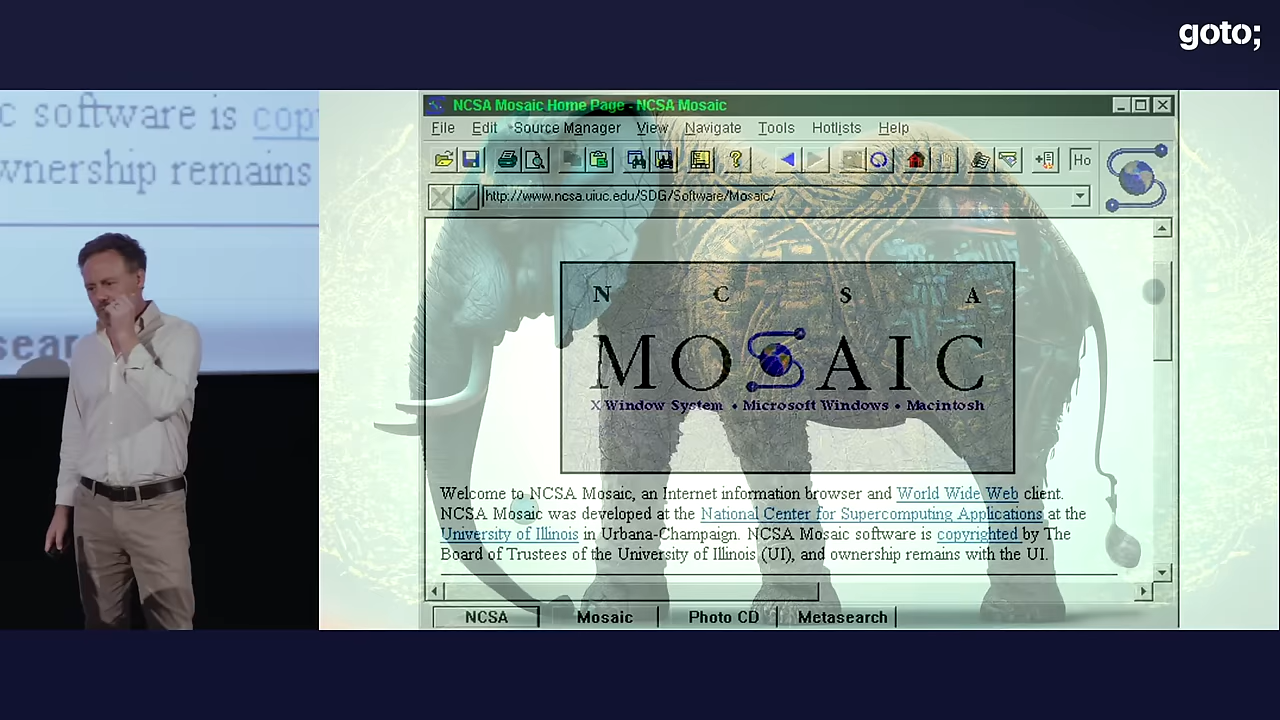 goto;
c software is cop
wnership remains
sear
NCSA Mosaic Home Page - NCSA Mosaic
File Edit Source Manager View Navigate Tools Hotlists Help
Ho
http://www.ncsa.uiuc.edu/SDG/Software/Mosaic/
N C S A
MOSAIC
X Window System • Microsoft Windows • Macintosh
Welcome to NCSA Mosaic, an Internet information browser and World Wide Web client.
NCSA Mosaic was developed at the National Center for Supercomputing Applications at the
University of Illinois in Urbana-Champaign. NCSA Mosaic software is copyrighted by The
Board of Trustees of the University of Illinois (UI), and ownership remains with the UI.
NCSA Mosaic Photo CD Metasearch